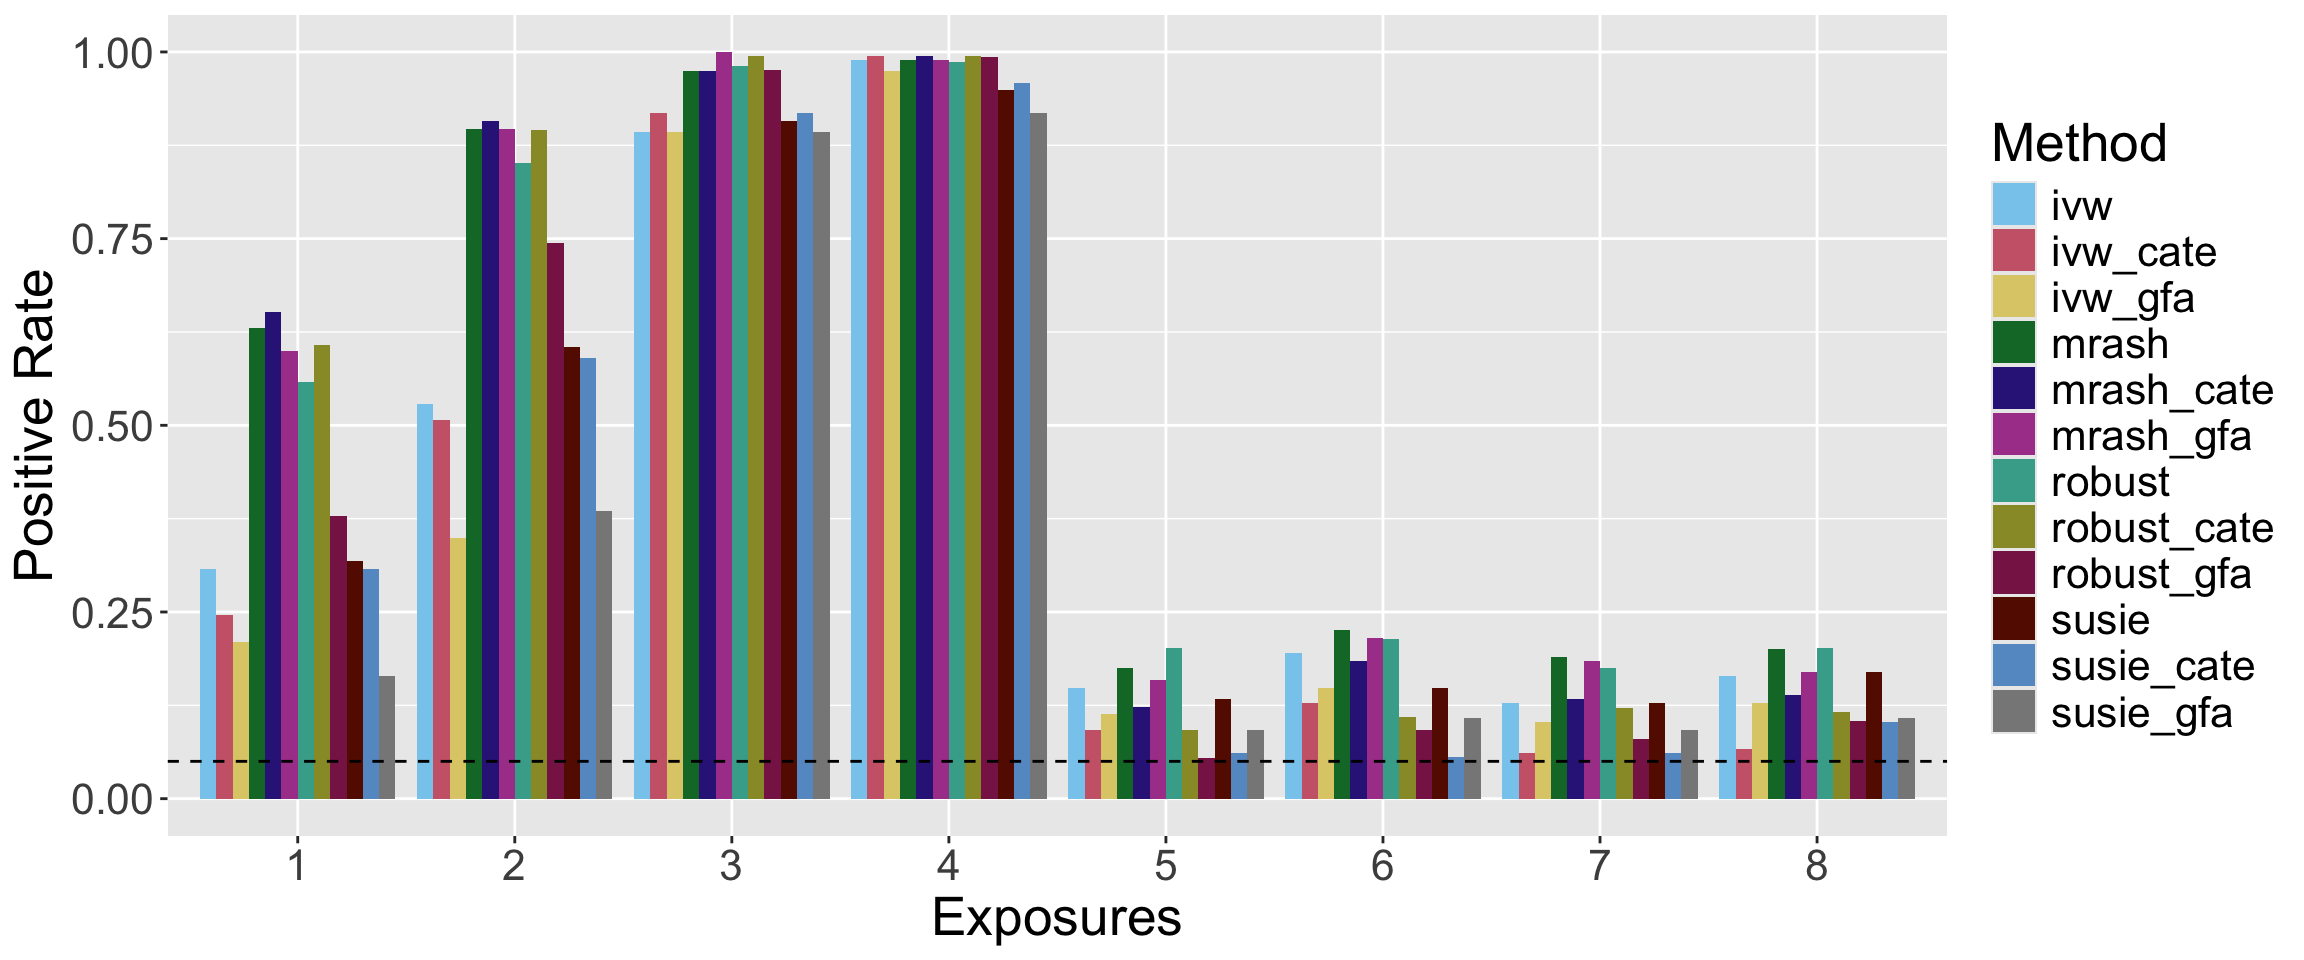 Positive Rate
1.00
0.75
0.50
0.25
0.00
1 2 3 4 5 6 7 8
Exposures
Method
ivw
ivw_cate
ivw_gfa
mrash
mrash_cate
mrash_gfa
robust
robust_cate
robust_gfa
susie
susie_cate
susie_gfa